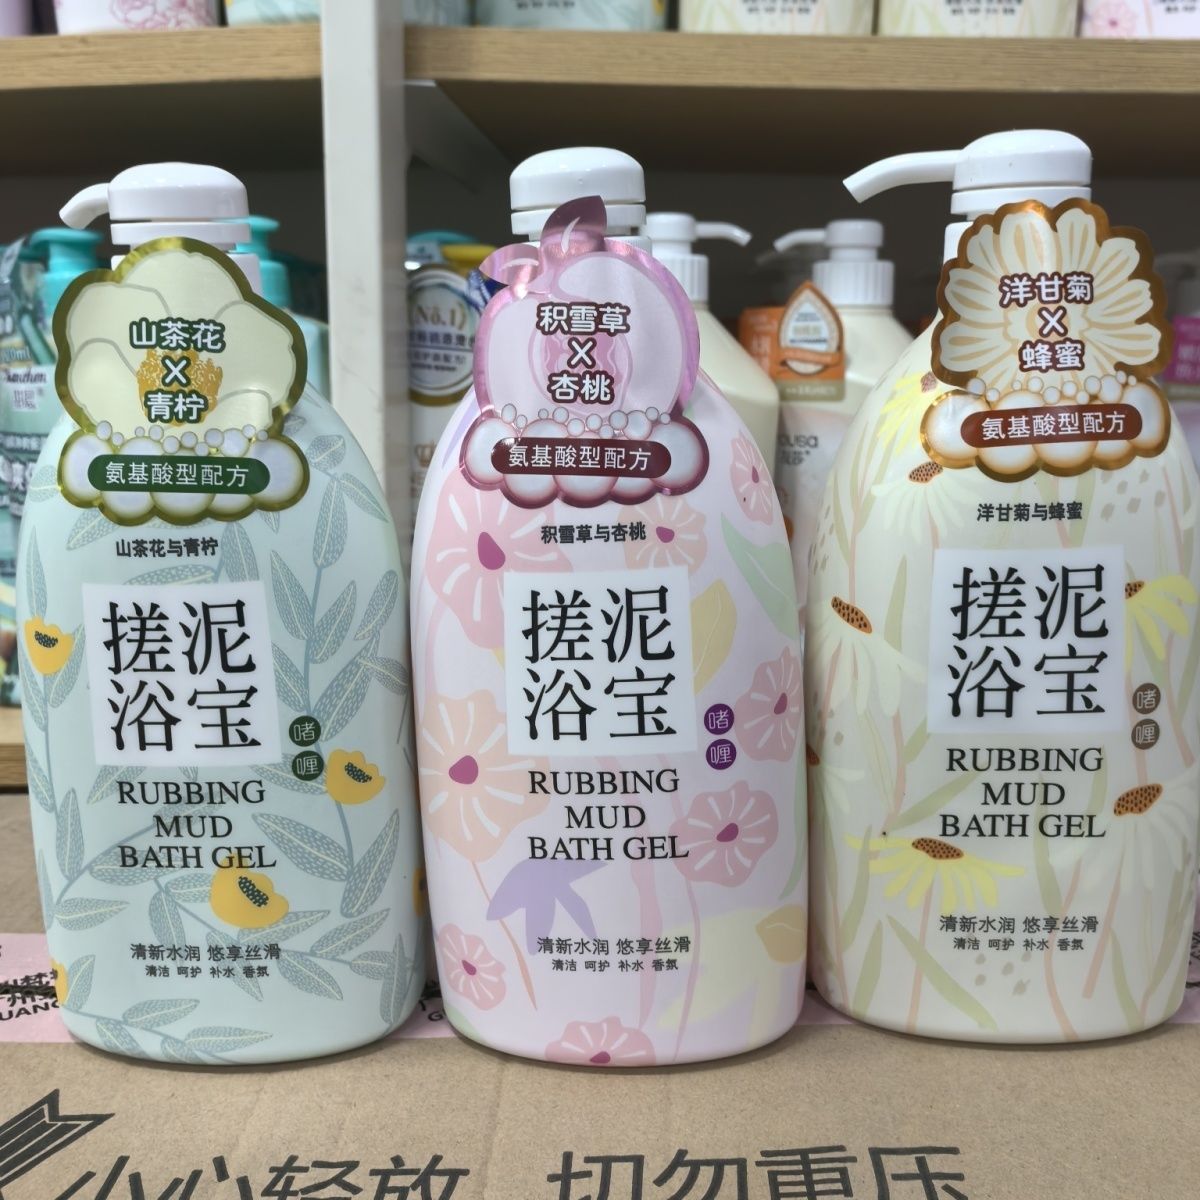 山茶花
X
青柠
氨基酸型配方
山茶花与青柠
搓泥
浴宝
啫喱
RUBBING
MUD
BATH GEL
清新水润 悠享丝滑
清洁 呵护 补水 香氛
积雪草
X
杏桃
氨基酸型配方
积雪草与杏桃
搓泥
浴宝
啫喱
RUBBING
MUD
BATH GEL
清新水润 悠享丝滑
清洁 呵护 补水 香氛
洋甘菊
X
蜂蜜
氨基酸型配方
洋甘菊与蜂蜜
搓泥
浴宝
啫喱
RUBBING
MUD
BATH GEL
清新水润 悠享丝滑
清洁 呵护 补水 香氛
No.1
小心轻放 切勿重压